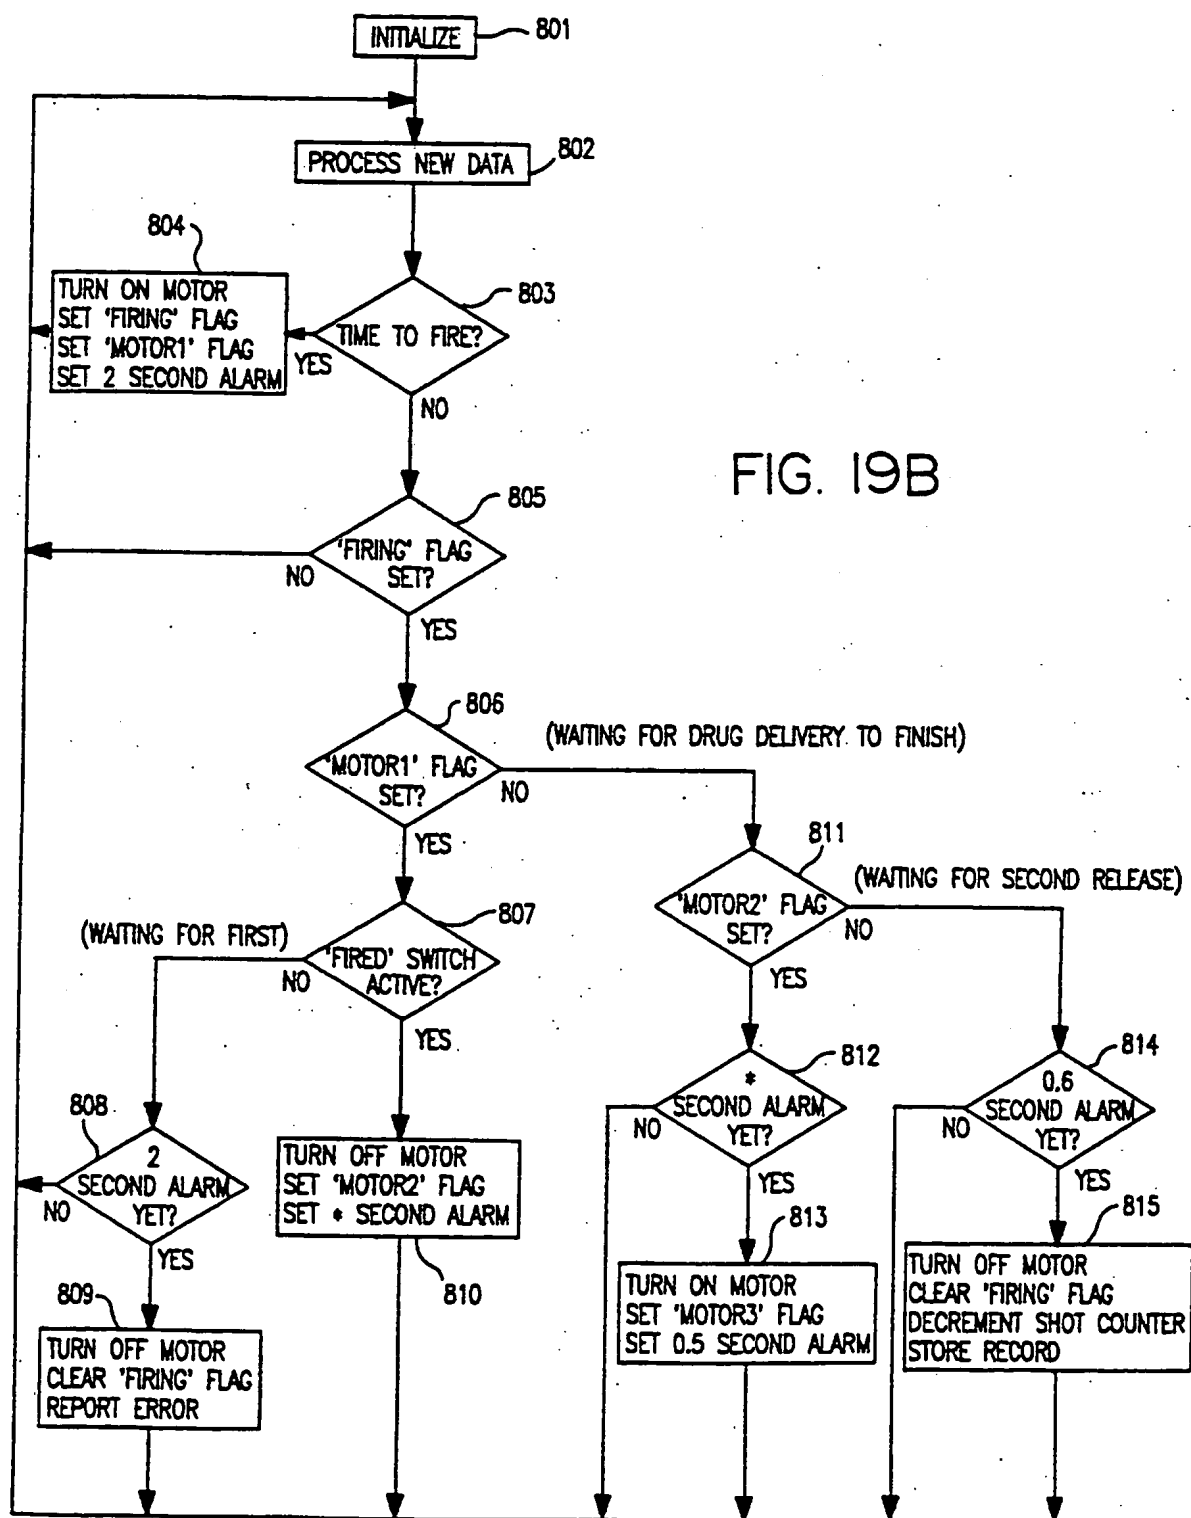 INITIALIZE
801
PROCESS NEW DATA
802
804
TURN ON MOTOR
SET 'FIRING' FLAG
SET 'MOTOR1' FLAG
SET 2 SECOND ALARM
803
TIME TO FIRE?
YES
NO
FIG. 19B
805
'FIRING' FLAG
SET?
NO
YES
806
'MOTOR1' FLAG
SET?
(WAITING FOR DRUG DELIVERY TO FINISH)
NO
YES
811
'MOTOR2' FLAG
SET?
(WAITING FOR SECOND RELEASE)
NO
YES
807
(WAITING FOR FIRST)
'FIRED' SWITCH
ACTIVE?
NO
YES
812
*
SECOND ALARM
YET?
NO
YES
814
0.6
SECOND ALARM
YET?
NO
YES
808
2
SECOND ALARM
YET?
NO
YES
TURN OFF MOTOR
SET 'MOTOR2' FLAG
SET * SECOND ALARM
810
813
TURN ON MOTOR
SET 'MOTOR3' FLAG
SET 0.5 SECOND ALARM
815
TURN OFF MOTOR
CLEAR 'FIRING' FLAG
DECREMENT SHOT COUNTER
STORE RECORD
809
TURN OFF MOTOR
CLEAR 'FIRING' FLAG
REPORT ERROR